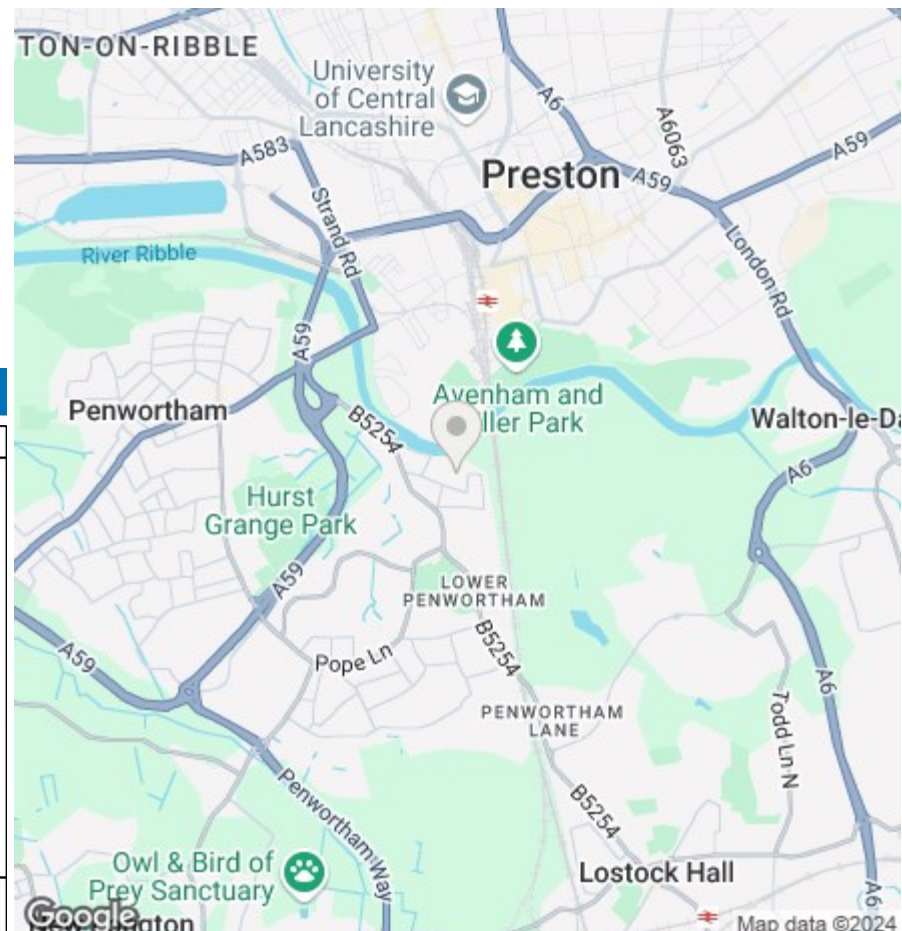 TON-ON-RIBBLE
University
of Central
Lancashire
A6
A6063
A59
A583
Preston
A59
Strand Rd
London Rd
River Ribble
A59
Avenham and
ller Park
Penwortham
B5254
Walton-le-Da
A6
Hurst
Grange Park
A59
LOWER
PENWORTHAM
B5254
A59
Pope Ln
A6
PENWORTHAM
LANE
Todd Ln N
Penwortham Way
B5254
Owl & Bird of
Prey Sanctuary
Lostock Hall
A6
Google
ngton
Map data ©2024